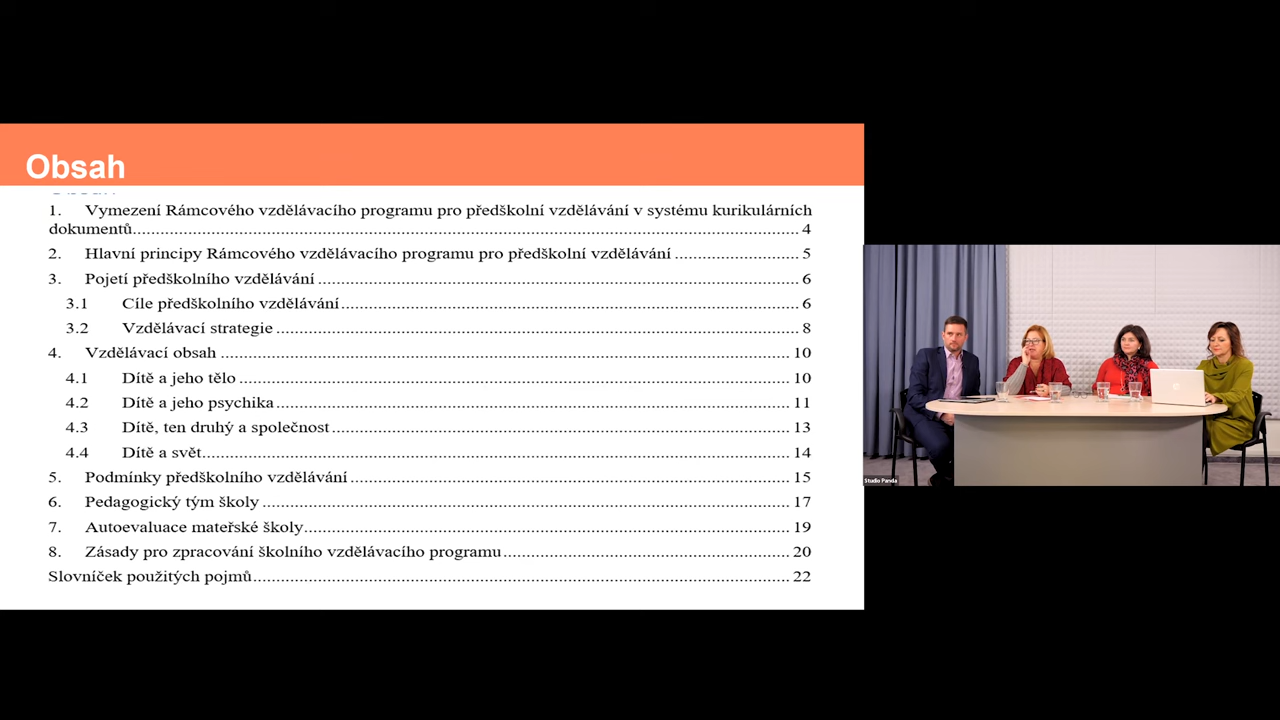 Obsah
1. Vymezení Rámcového vzdělávacího programu pro předškolní vzdělávání v systému kurikulárních
dokumentů 4
2. Hlavní principy Rámcového vzdělávacího programu pro předškolní vzdělávání 5
3. Pojetí předškolního vzdělávání 6
3.1 Cíle předškolního vzdělávání 6
3.2 Vzdělávací strategie 8
4. Vzdělávací obsah 10
4.1 Dítě a jeho tělo 10
4.2 Dítě a jeho psychika 11
4.3 Dítě, ten druhý a společnost 13
4.4 Dítě a svět 14
5. Podmínky předškolního vzdělávání 15
6. Pedagogický tým školy 17
7. Autoevaluace mateřské školy 19
8. Zásady pro zpracování školního vzdělávacího programu 20
Slovníček použitých pojmů 22
Studio Panda